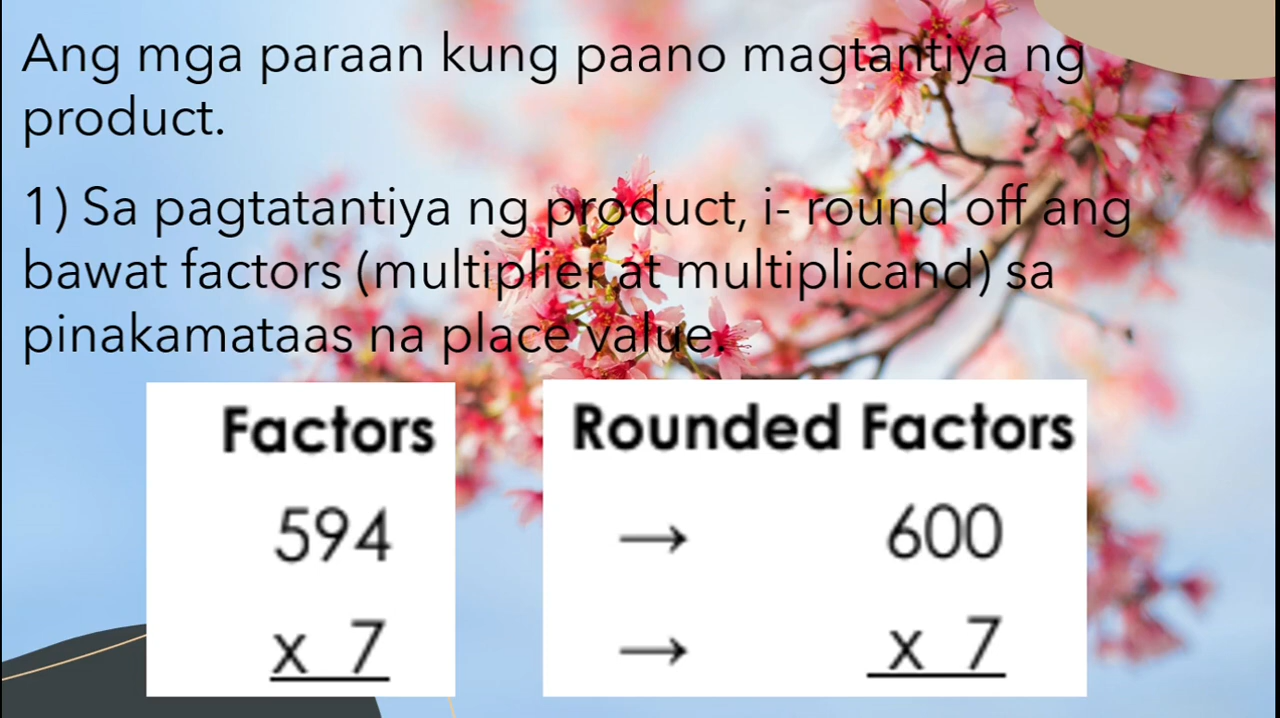 Ang mga paraan kung paano magtantiya ng
product.
1) Sa pagtatantiya ng product, i- round off ang
bawat factors (multiplier at multiplicand) sa
pinakamataas na place value.
Factors Rounded Factors
594 → 600
x 7 → x 7